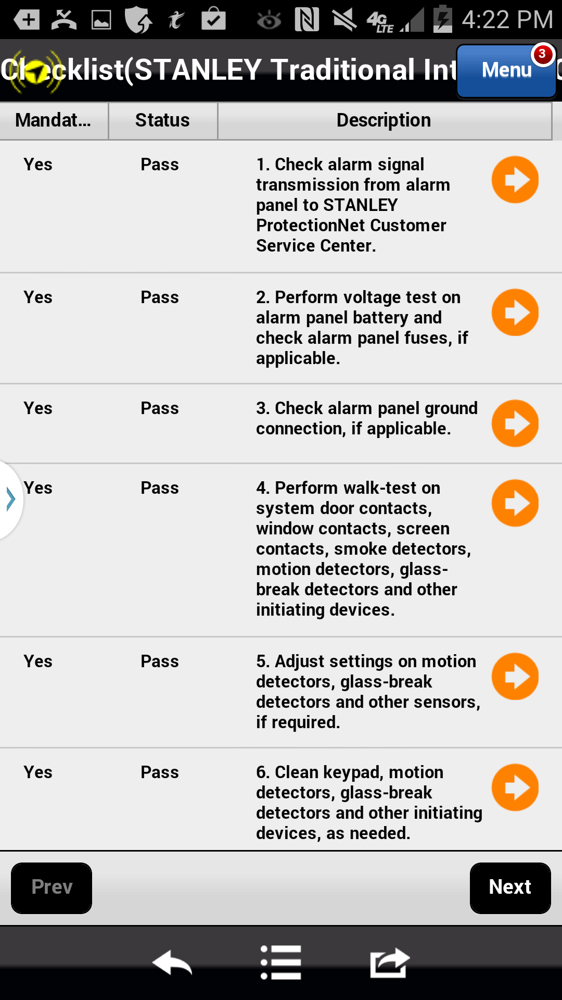 4G LTE 4:22 PM
Checklist(STANLEY Traditional Int
Menu
3
Mandat... Status Description
Yes Pass 1. Check alarm signal
transmission from alarm
panel to STANLEY
ProtectionNet Customer
Service Center.
Yes Pass 2. Perform voltage test on
alarm panel battery and
check alarm panel fuses, if
applicable.
Yes Pass 3. Check alarm panel ground
connection, if applicable.
Yes Pass 4. Perform walk-test on
system door contacts,
window contacts, screen
contacts, smoke detectors,
motion detectors, glass-
break detectors and other
initiating devices.
Yes Pass 5. Adjust settings on motion
detectors, glass-break
detectors and other sensors,
if required.
Yes Pass 6. Clean keypad, motion
detectors, glass-break
detectors and other initiating
devices, as needed.
Prev Next